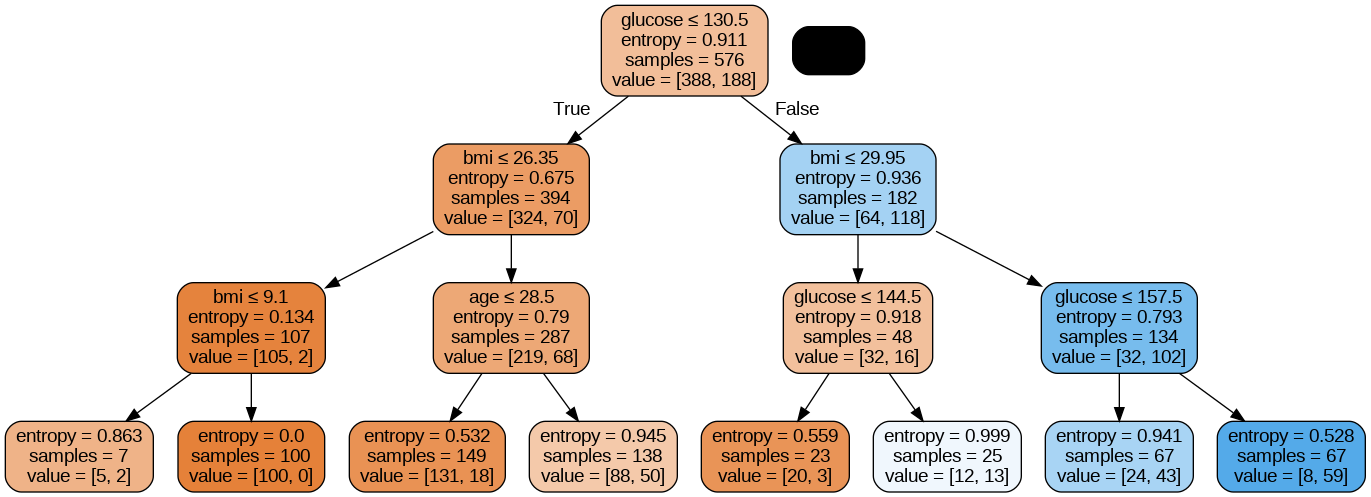 glucose ≤ 130.5
entropy = 0.911
samples = 576
value = [388, 188]
True
False
bmi ≤ 26.35
entropy = 0.675
samples = 394
value = [324, 70]
bmi ≤ 29.95
entropy = 0.936
samples = 182
value = [64, 118]
bmi ≤ 9.1
entropy = 0.134
samples = 107
value = [105, 2]
age ≤ 28.5
entropy = 0.79
samples = 287
value = [219, 68]
glucose ≤ 144.5
entropy = 0.918
samples = 48
value = [32, 16]
glucose ≤ 157.5
entropy = 0.793
samples = 134
value = [32, 102]
entropy = 0.863
samples = 7
value = [5, 2]
entropy = 0.0
samples = 100
value = [100, 0]
entropy = 0.532
samples = 149
value = [131, 18]
entropy = 0.945
samples = 138
value = [88, 50]
entropy = 0.559
samples = 23
value = [20, 3]
entropy = 0.999
samples = 25
value = [12, 13]
entropy = 0.941
samples = 67
value = [24, 43]
entropy = 0.528
samples = 67
value = [8, 59]